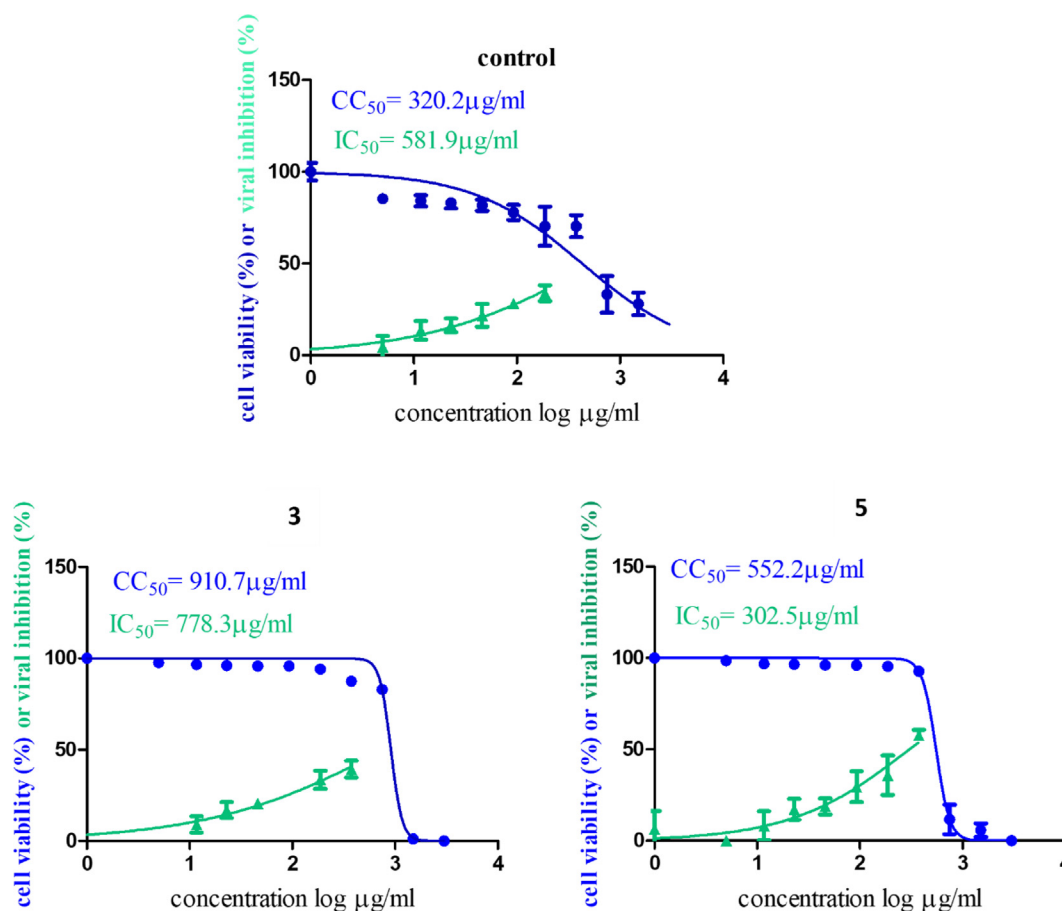 control
cell viability (%) or viral inhibition (%)
CC50= 320.2µg/ml
IC50= 581.9µg/ml
150
100
50
0
0 1 2 3 4
concentration log µg/ml
3
cell viability (%) or viral inhibition (%)
CC50= 910.7µg/ml
IC50= 778.3µg/ml
150
100
50
0
0 1 2 3 4
concentration log µg/ml
5
cell viability (%) or viral inhibition (%)
CC50= 552.2µg/ml
IC50= 302.5µg/ml
150
100
50
0
0 1 2 3 4
concentration log µg/ml